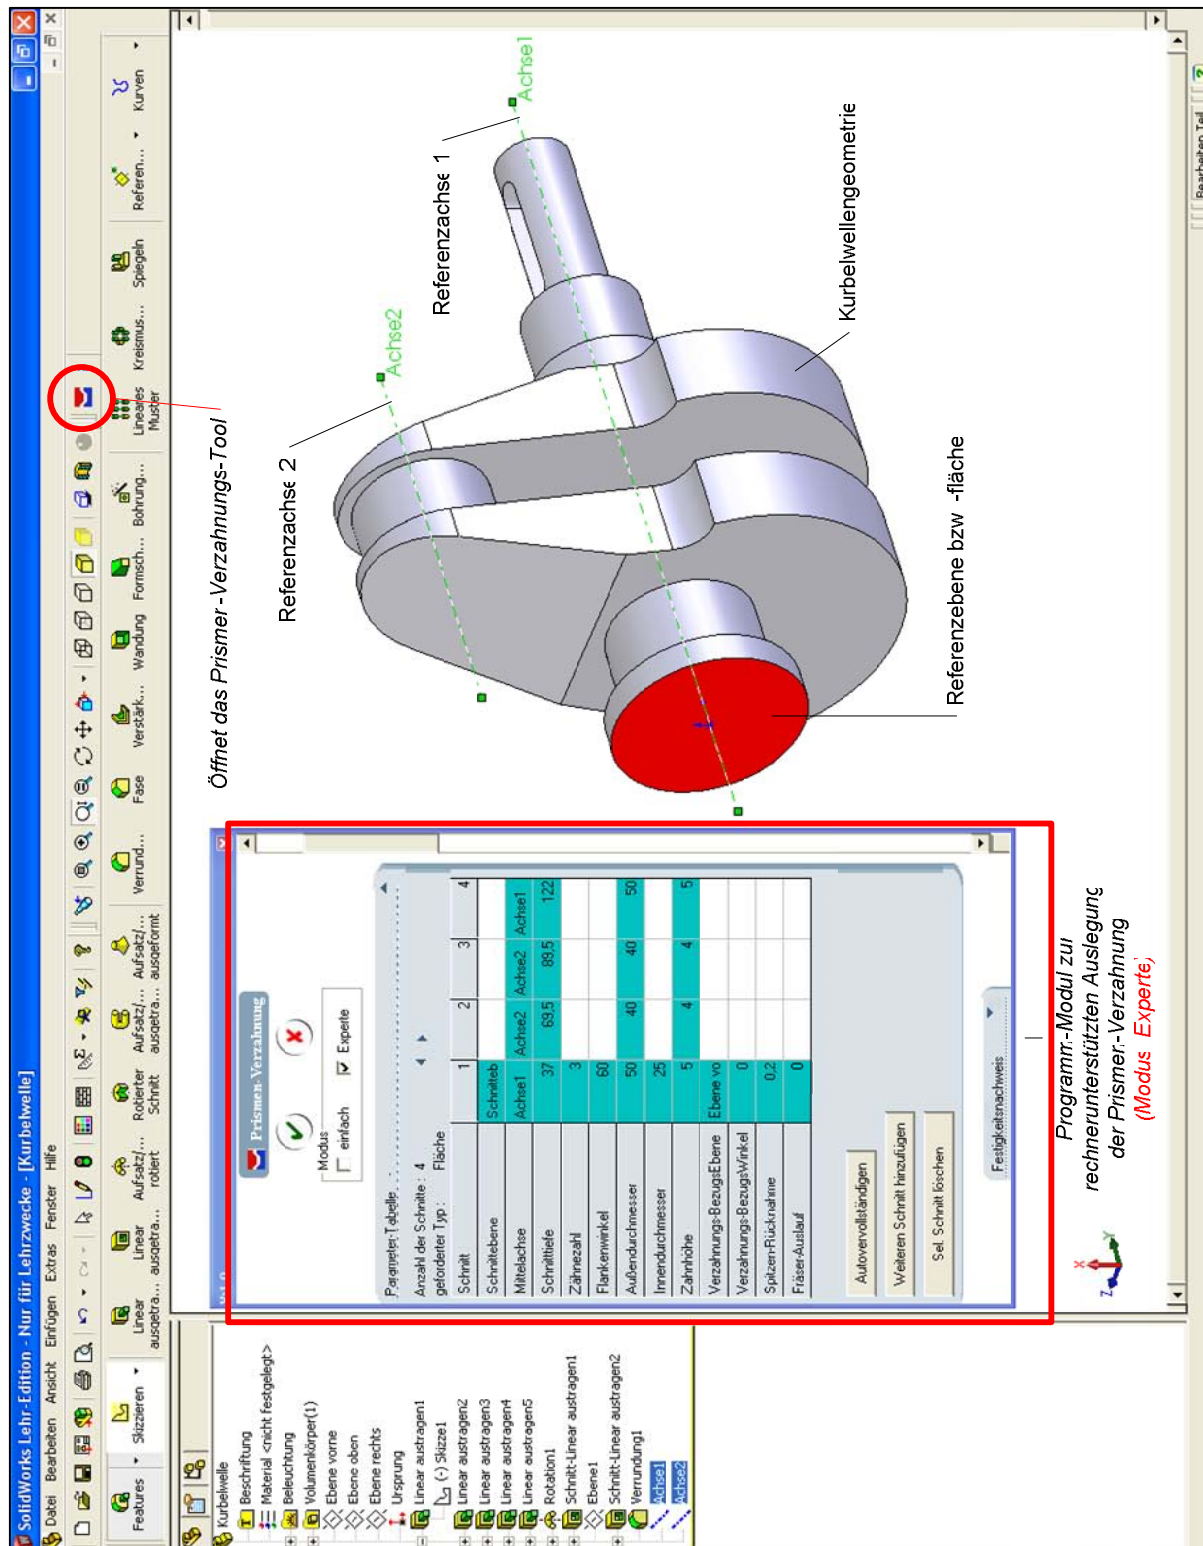 SolidWorks Lehr-Edition - Nur für Lehrzwecke - [Kurbelwelle]
Datei Bearbeiten Ansicht Einfügen Extras Fenster Hilfe
Features
Skizzieren
Linear ausgetra...
Linear ausgetra...
Aufsatz/... rotiert
Rotierter Schnitt
Aufsatz/... ausgetra...
Aufsatz/... ausgeformt
Verrund...
Fase
Verstärk...
Wandung
Formsch...
Bohrung...
Lineares Muster
Kreismus...
Spiegeln
Referen...
Kurven
Kurbelwelle
Beschriftung
Material <nicht festgelegt>
Beleuchtung
Volumenkörper(1)
Ebene vorne
Ebene oben
Ebene rechts
Ursprung
Linear austragen1
(-) Skizze1
Linear austragen2
Linear austragen3
Linear austragen4
Linear austragen5
Rotation1
Schnitt-Linear austragen1
Ebene1
Schnitt-Linear austragen2
Verrundung1
Achse1
Achse2
Prismen-Verzahnung
Modus
einfach Experte
Parameter-Tabelle
Anzahl der Schnitte : 4
geforderter Typ : Fläche
Schnitt 1 2 3 4
Schnittebene Schnitteb
Mittelachse Achse1 Achse2 Achse2 Achse1
Schnitttiefe 37 69,5 89,5 122
Zähnezahl 3
Flankenwinkel 60
Außendurchmesser 50 40 40 50
Innendurchmesser 25
Zahnhöhe 5 4 4 5
Verzahnungs-BezugsEbene Ebene vo
Verzahnungs-BezugsWinkel 0
Spitzen-Rücknahme 0,2
Fräser-Auslauf 0
Autovervollständigen
Weiteren Schnitt hinzufügen
Sel. Schnitt löschen
Festigkeitsnachweis
Öffnet das Prismer-Verzahnungs-Tool
Referenzachse 2
Achse2
Referenzachse 1
Achse1
Kurbelwellengeometrie
Referenzebene bzw -fläche
Programm-Modul zur
rechnerunterstützten Auslegung
der Prismer-Verzahnung
(Modus Experte)
X
Y
Z
Bearbeiten Teil